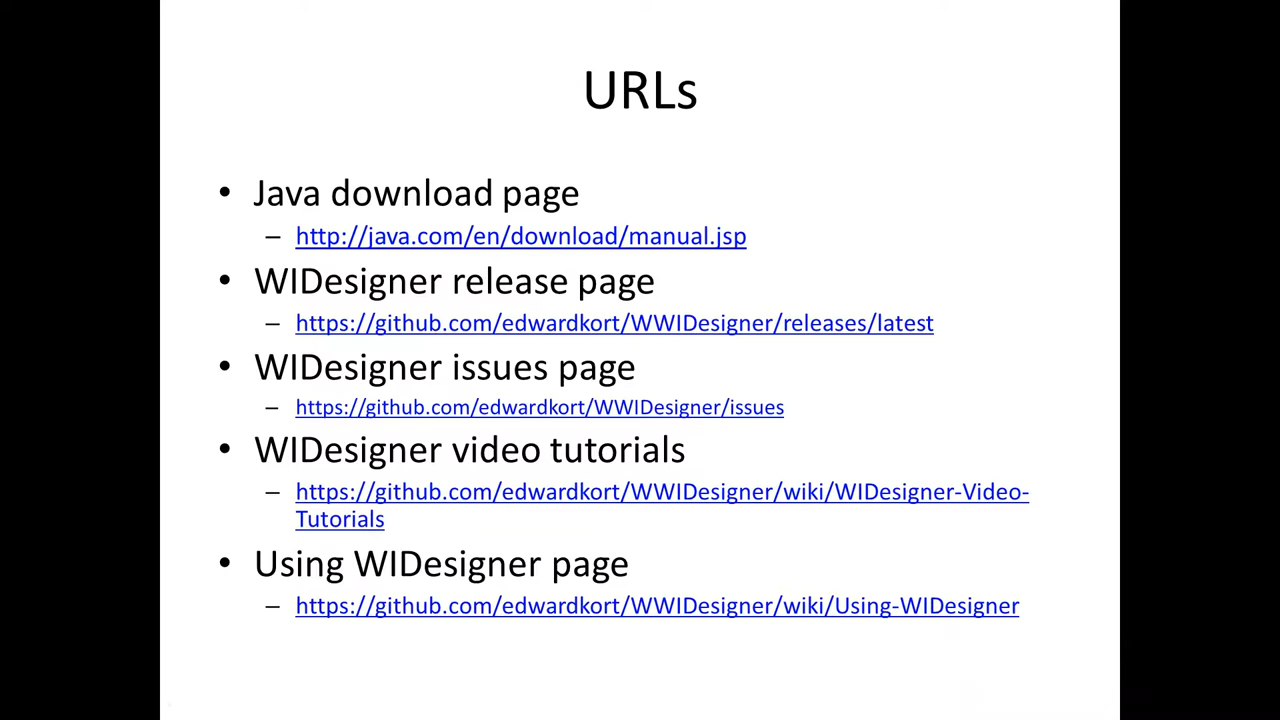 URLs
• Java download page
– http://java.com/en/download/manual.jsp
• WIDesigner release page
– https://github.com/edwardkort/WWIDesigner/releases/latest
• WIDesigner issues page
– https://github.com/edwardkort/WWIDesigner/issues
• WIDesigner video tutorials
– https://github.com/edwardkort/WWIDesigner/wiki/WIDesigner-Video-
Tutorials
• Using WIDesigner page
– https://github.com/edwardkort/WWIDesigner/wiki/Using-WIDesigner